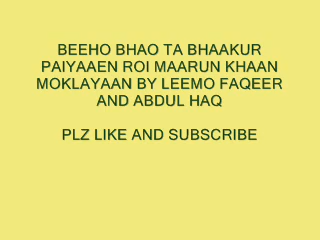 BEEHO BHAO TA BHAAKUR
PAIYAAEN ROI MAARUN KHAAN
MOKLAYAAN BY LEEMO FAQEER
AND ABDUL HAQ
PLZ LIKE AND SUBSCRIBE